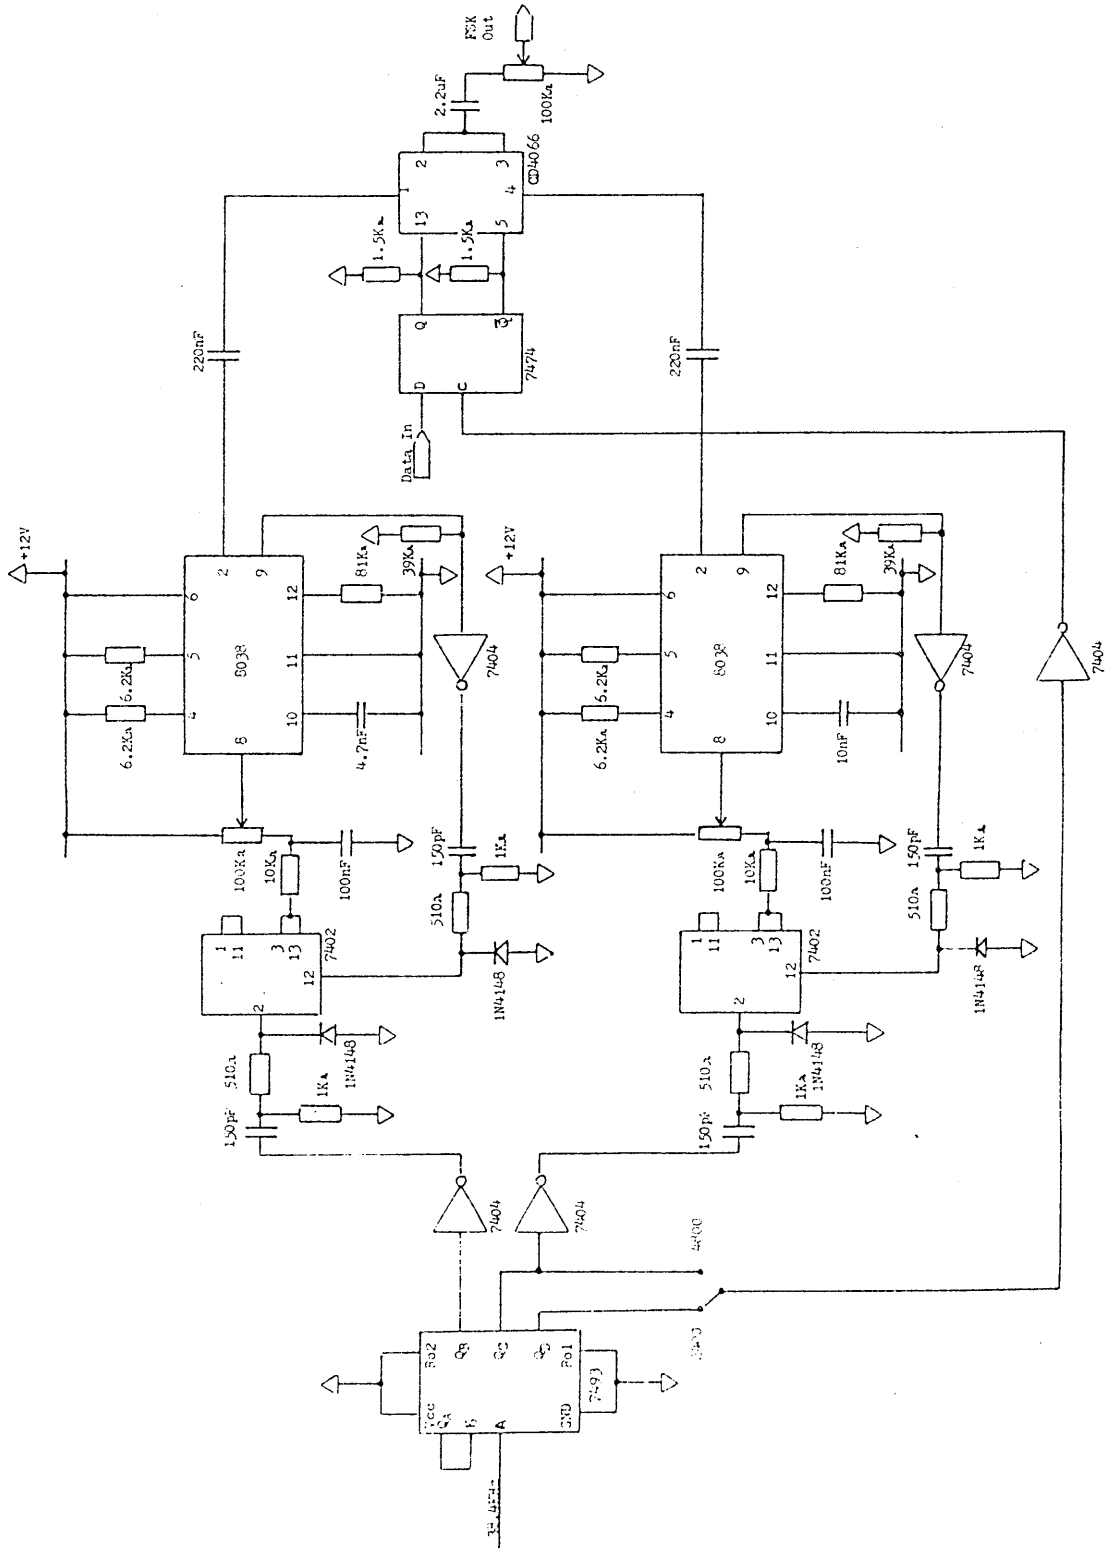 FSK
Out
2.2uF
100KΩ
CD4066
1
2
3
4
13
5
1.5KΩ
1.5KΩ
220nF
220nF
Q
Q̅
D
C
7474
Data In
+12V
8038
2
9
6
5
4
8
10
11
12
6.2KΩ
6.2KΩ
81KΩ
39KΩ
4.7nF
7404
100KΩ
10KΩ
100nF
150pF
1KΩ
510Ω
1N4148
7402
1
11
3
13
12
2
510Ω
1KΩ
1N4148
150pF
7404
+12V
8038
2
9
6
5
4
8
10
11
12
6.2KΩ
6.2KΩ
81KΩ
39KΩ
10nF
7404
7404
100KΩ
10KΩ
100nF
150pF
1KΩ
510Ω
1N4148
7402
1
11
3
13
12
2
510Ω
1KΩ
1N4148
150pF
7404
4800
QB
QC
QD
QA
B
A
Vcc
GND
Ro2
Ro1
7493